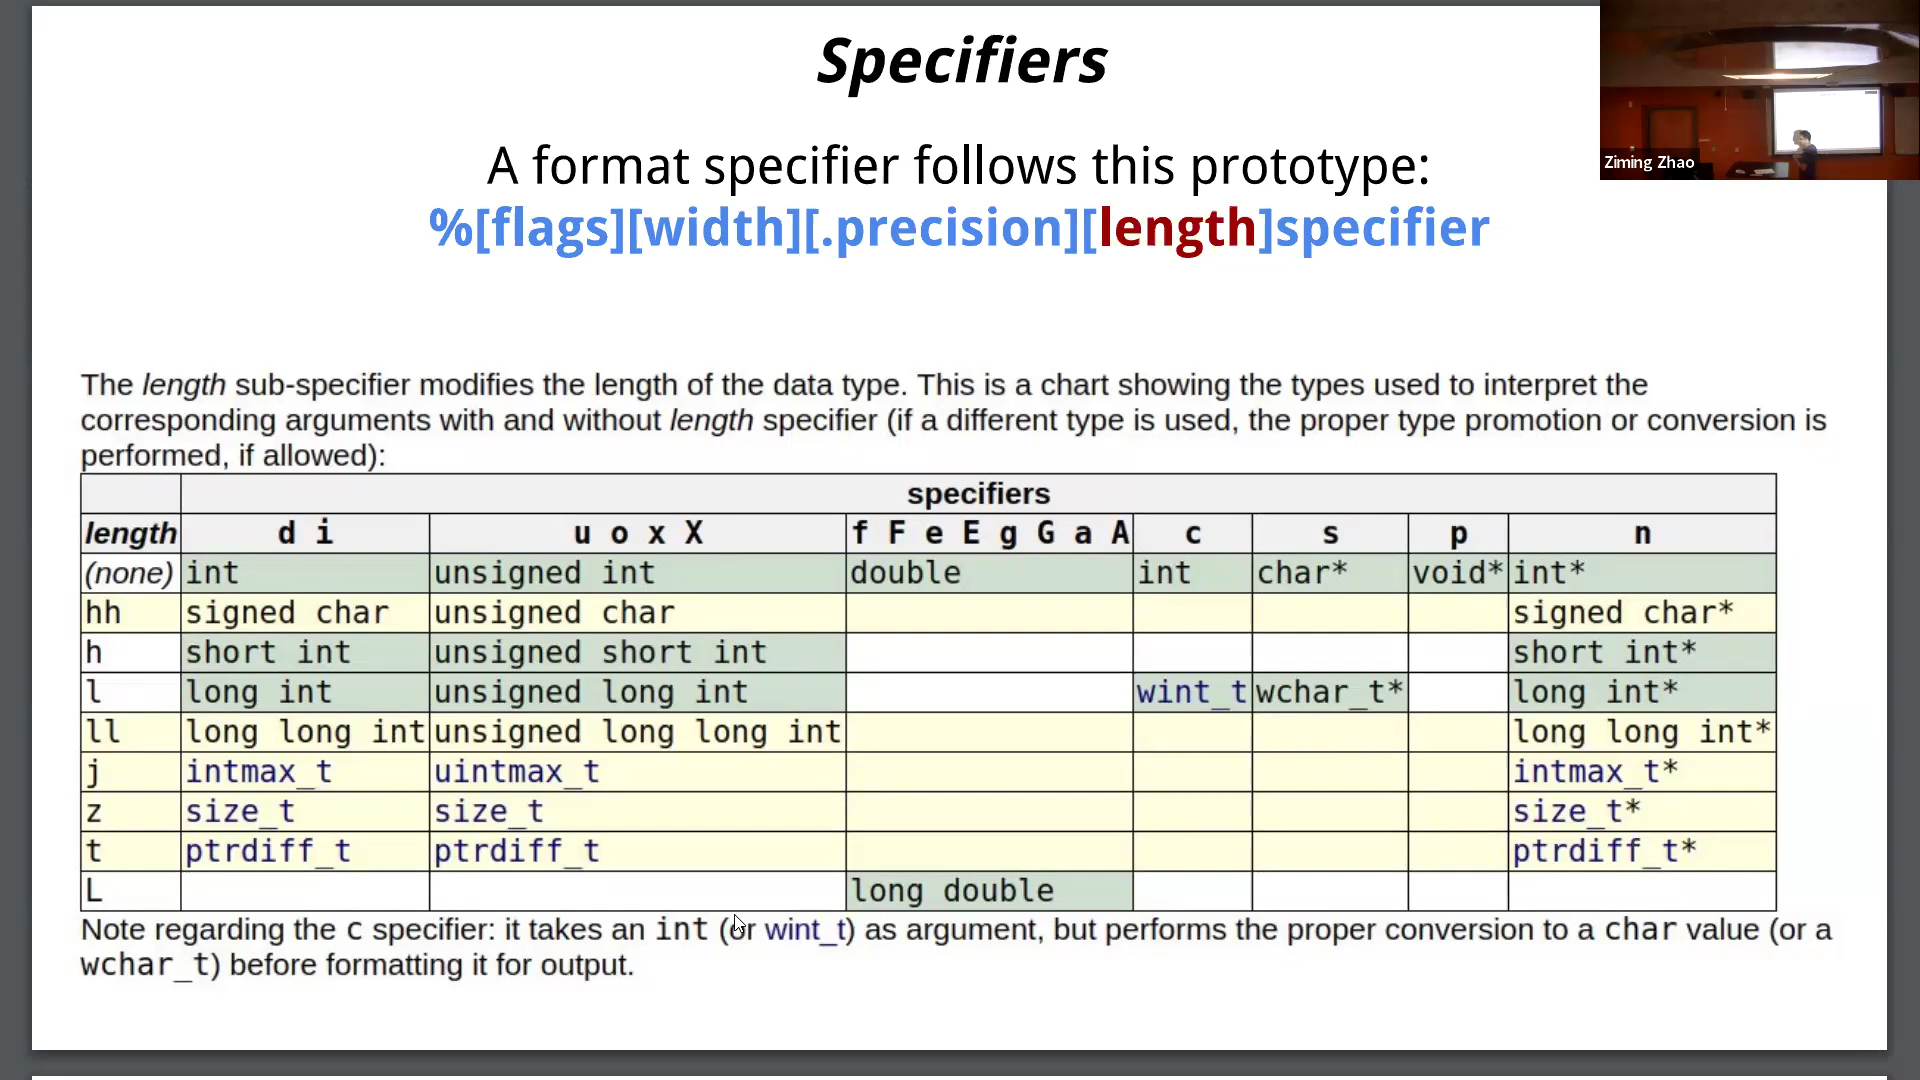 Specifiers
A format specifier follows this prototype:
%[flags][width][.precision][length]specifier
Ziming Zhao
The length sub-specifier modifies the length of the data type. This is a chart showing the types used to interpret the
corresponding arguments with and without length specifier (if a different type is used, the proper type promotion or conversion is
performed, if allowed):
specifiers
length d i u o x X f F e E g G a A c s p n
(none) int unsigned int double int char* void* int*
hh signed char unsigned char signed char*
h short int unsigned short int short int*
l long int unsigned long int wint_t wchar_t* long int*
ll long long int unsigned long long int long long int*
j intmax_t uintmax_t intmax_t*
z size_t size_t size_t*
t ptrdiff_t ptrdiff_t ptrdiff_t*
L long double
Note regarding the c specifier: it takes an int (or wint_t) as argument, but performs the proper conversion to a char value (or a
wchar_t) before formatting it for output.